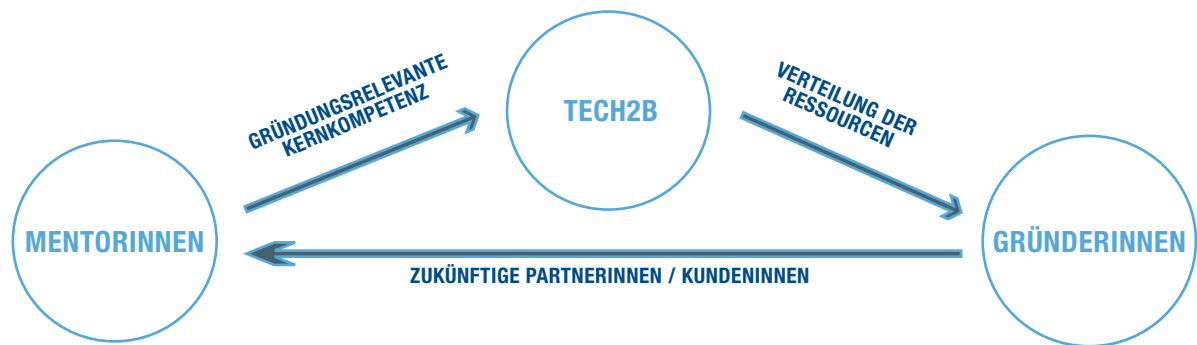 GRÜNDUNGSRELEVANTE
KERNKOMPETENZ
TECH2B
VERTEILUNG DER
RESSOURCEN
MENTORINNEN
GRÜNDERINNEN
ZUKÜNFTIGE PARTNERINNEN / KUNDENINNEN